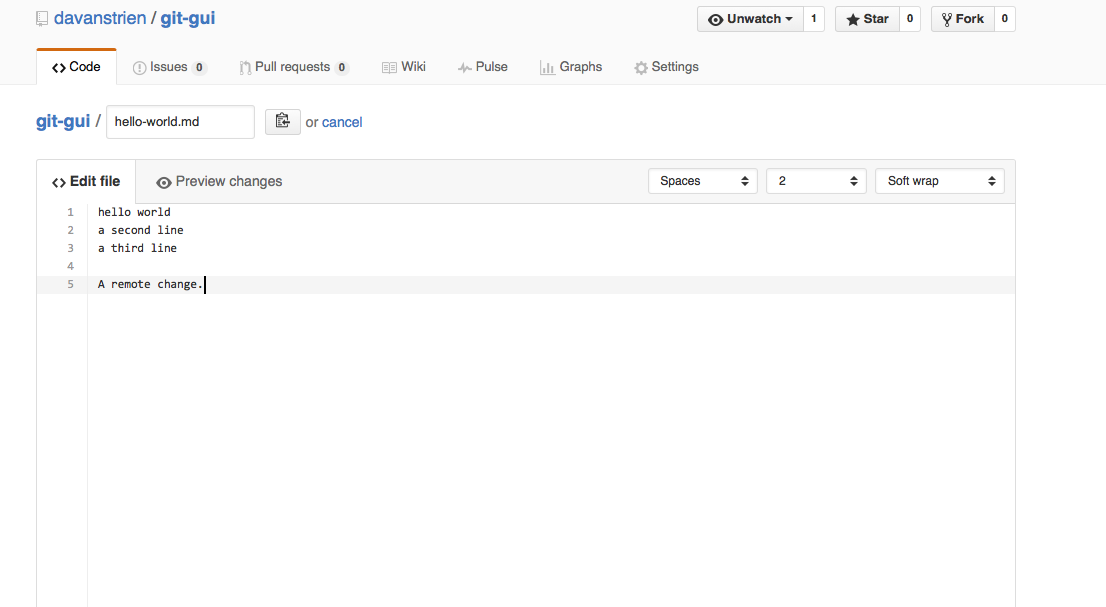 davanstrien / git-gui
Unwatch 1 Star 0 Fork 0
Code Issues 0 Pull requests 0 Wiki Pulse Graphs Settings
git-gui / hello-world.md or cancel
Edit file Preview changes Spaces 2 Soft wrap
1 hello world
2 a second line
3 a third line
4
5 A remote change.